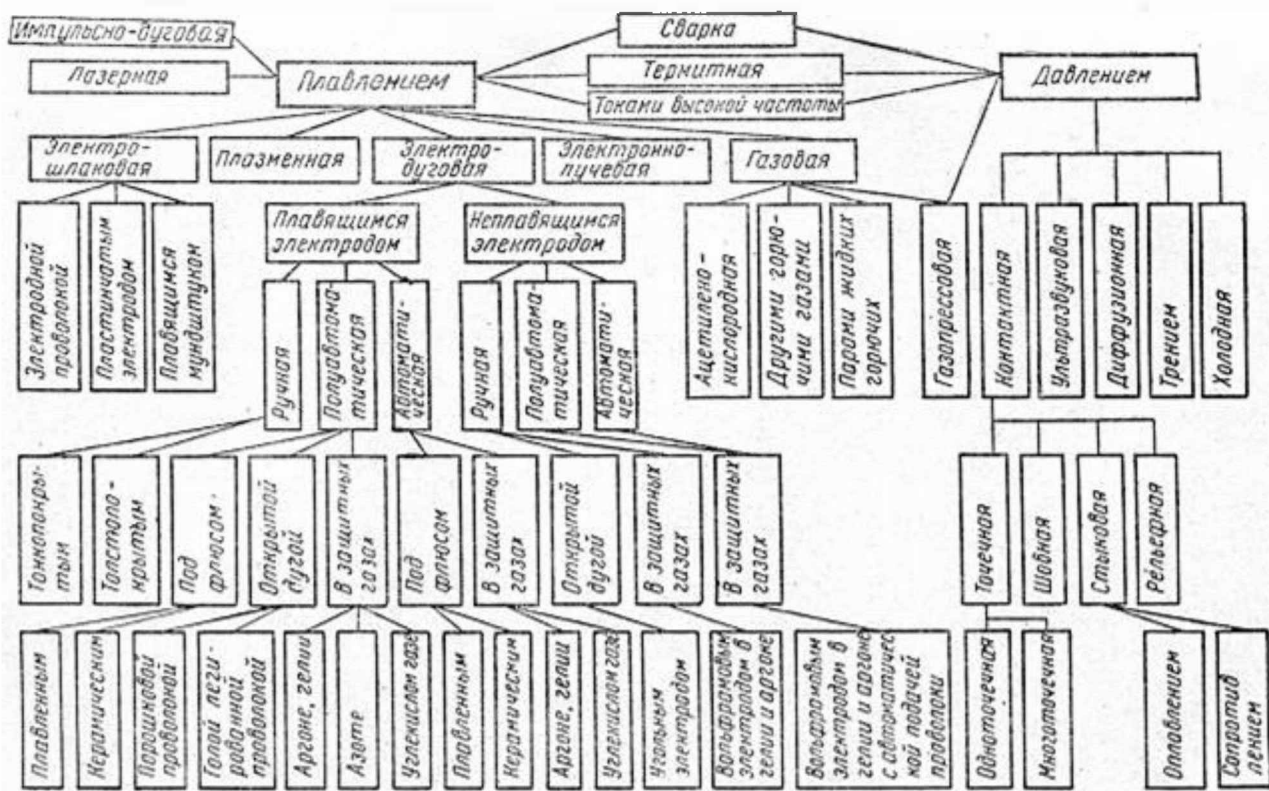 Импульсно-дуговая
Сварка
Лазерная
Плавлением
Термитная
Давлением
Токами высокой частоты
Электро-
шлаковая
Плазменная
Электро-
дуговая
Электронно-
лучевая
Газовая
Электродной
проволокой
Пластинчатым
электродом
Плавящимся
мундштуком
Плавящимся
электродом
Неплавящимся
электродом
Ручная
Полуавтома-
тическая
Автомати-
ческая
Ручная
Полуавтома-
тическая
Автомати-
ческая
Ацетилено-
кислородная
Другими горю-
чими газами
Парами жидких
горючих
Газопрессовая
Контактная
Ультразвуковая
Диффузионная
Трением
Холодная
Тонкопокры-
тым
Толстопо-
крытым
Под
флюсом
Открытой
дугой
В защитных
газах
Под
флюсом
В защитных
газах
Открытой
дугой
В защитных
газах
В защитных
газах
Точечная
Шовная
Стыковая
Рельефная
Плавленым
Керамическим
Порошковой
проволокой
Голой леги-
рованной
проволокой
Аргоне, гелии
Азоте
Углекислом газе
Плавленным
Керамическим
Аргоне, гелии
Углекислом газе
Угольным
электродом
Вольфрамовым
электродом в
гелии и аргоне
Вольфрамовым
электродом в
гелии и аргоне
с автоматичес-
кой подачей
проволоки
Одноточечная
Многоточечная
Оплавлением
Сопротив
лением